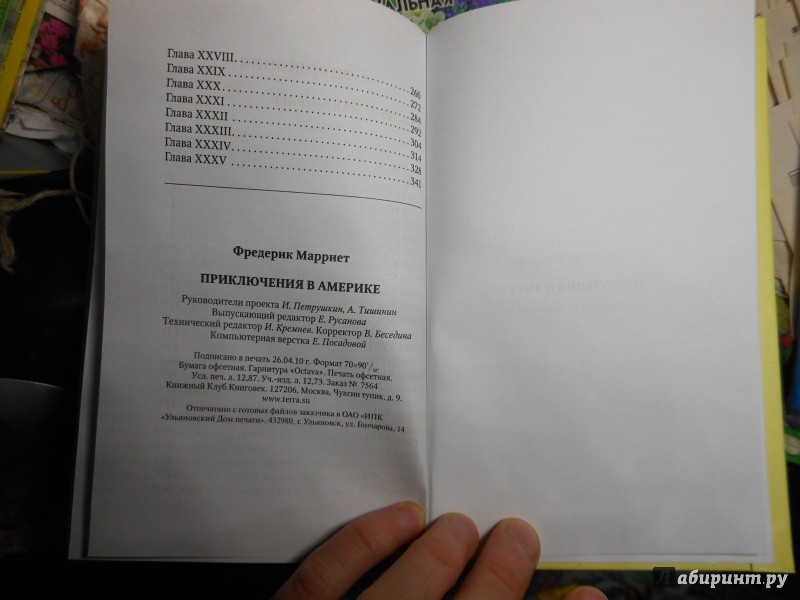 АЛЬНАЯ
Глава XXVIII. . . . . . . . . . . . . . . . . . . . . . . . 260
Глава XXIX . . . . . . . . . . . . . . . . . . . . . . . . 272
Глава XXX. . . . . . . . . . . . . . . . . . . . . . . . . 284
Глава XXXI . . . . . . . . . . . . . . . . . . . . . . . . 292
Глава XXXII . . . . . . . . . . . . . . . . . . . . . . . 304
Глава XXXIII. . . . . . . . . . . . . . . . . . . . . . . 314
Глава XXXIV. . . . . . . . . . . . . . . . . . . . . . . 328
Глава XXXV . . . . . . . . . . . . . . . . . . . . . . . 341
Фредерик Марриет
ПРИКЛЮЧЕНИЯ В АМЕРИКЕ
Руководители проекта И. Петрушкин, А. Тишинин
Выпускающий редактор Е. Русанова
Технический редактор И. Кремнев. Корректор В. Беседина
Компьютерная верстка Е. Посадовой
Подписано в печать 26.04.10 г. Формат 70×90 1/32.
Бумага офсетная. Гарнитура «Octava». Печать офсетная.
Усл. печ. л. 12,87. Уч.-изд. л. 12,73. Заказ № 7564
Книжный Клуб Книговек. 127206, Москва, Чуксин тупик, д. 9.
www.terra.su
Отпечатано с готовых файлов заказчика в ОАО «ИПК
«Ульяновский Дом печати». 432980, г. Ульяновск, ул. Гончарова, 14
Лабиринт.ру